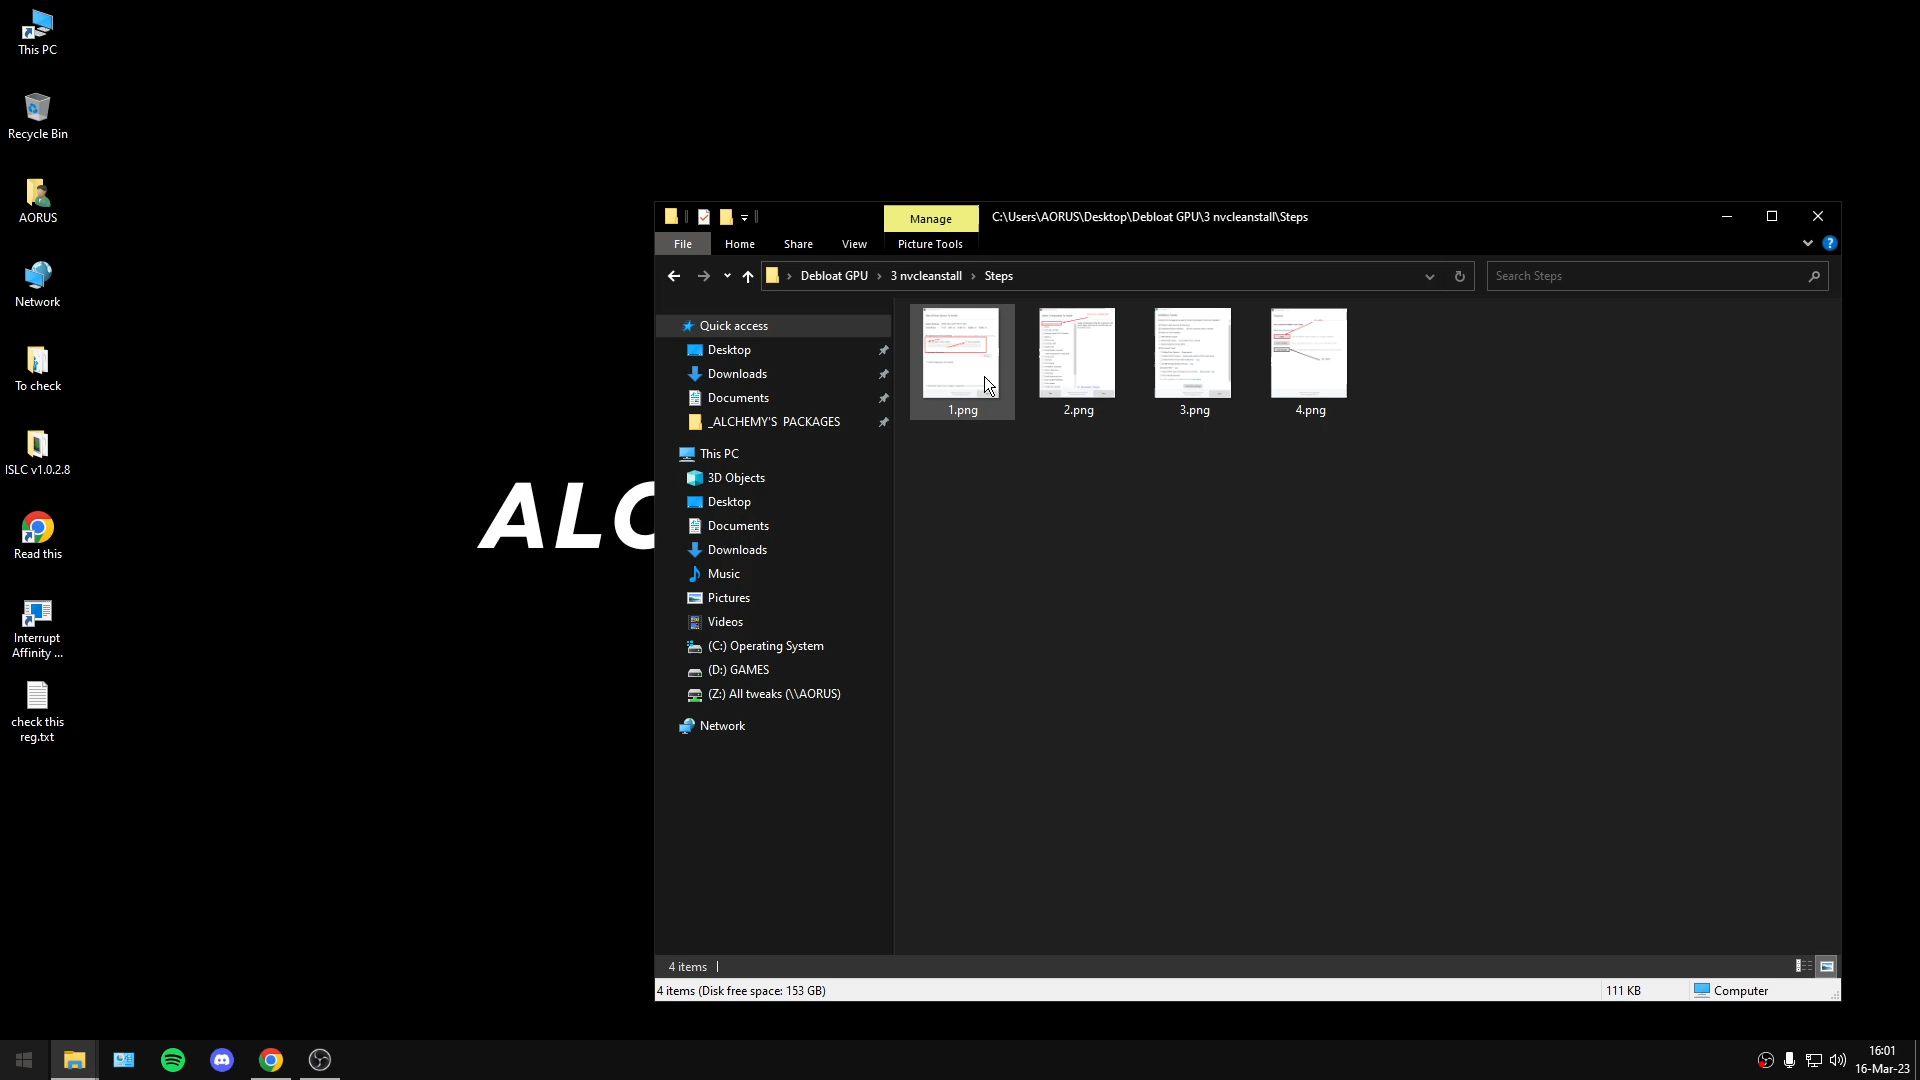 This PC
Recycle Bin
AORUS
Network
To check
ISLC v1.0.2.8
Read this
Interrupt
Affinity ...
check this
reg.txt
ALC
Manage
C:\Users\AORUS\Desktop\Debloat GPU\3 nvcleanstall\Steps
File
Home
Share
View
Picture Tools
Debloat GPU
3 nvcleanstall
Steps
Search Steps
Quick access
Desktop
Downloads
Documents
_ALCHEMY'S PACKAGES
This PC
3D Objects
Desktop
Documents
Downloads
Music
Pictures
Videos
(C:) Operating System
(D:) GAMES
(Z:) All tweaks (\\AORUS)
Network
1.png
2.png
3.png
4.png
4 items
4 items (Disk free space: 153 GB)
111 KB
Computer
16:01
16-Mar-23